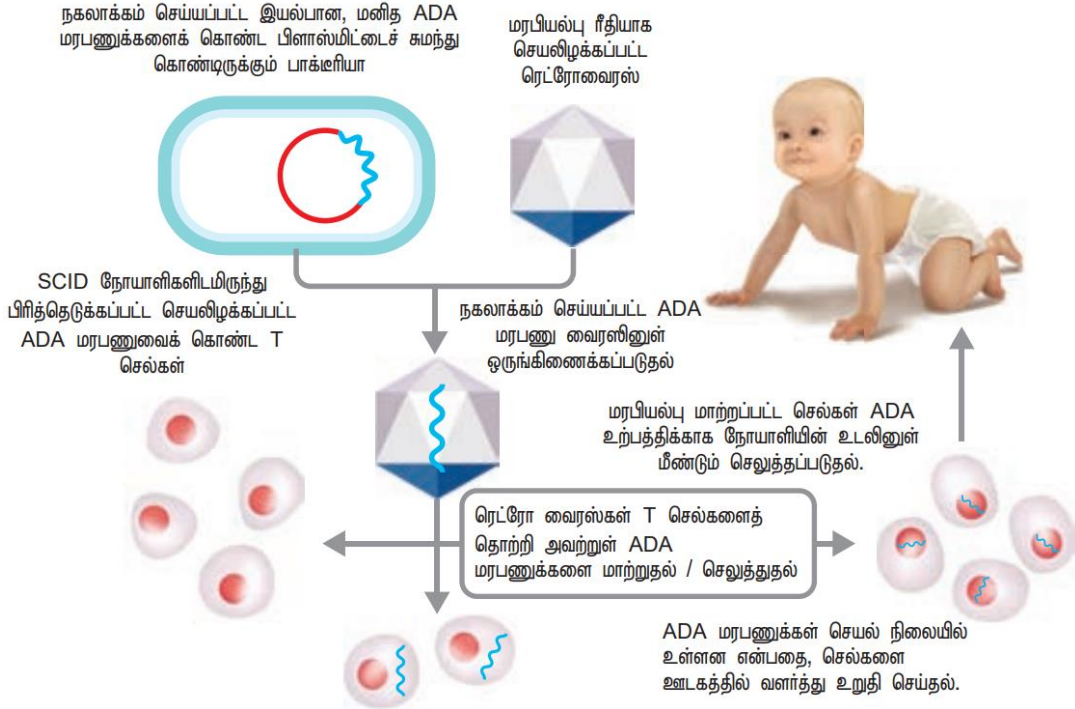 நகலாக்கம் செய்யப்பட்ட இயல்பான, மனித ADA
மரபணுக்களைக் கொண்ட பிளாஸ்மிட்டைச் சுமந்து
கொண்டிருக்கும் பாக்டீரியா
மரபியல்பு ரீதியாக
செயலிழக்கப்பட்ட
ரெட்ரோவைரஸ்
SCID நோயாளிகளிடமிருந்து
பிரித்தெடுக்கப்பட்ட செயலிழக்கப்பட்ட
ADA மரபணுவைக் கொண்ட T
செல்கள்
நகலாக்கம் செய்யப்பட்ட ADA
மரபணு வைரஸினுள்
ஒருங்கிணைக்கப்படுதல்
மரபியல்பு மாற்றப்பட்ட செல்கள் ADA
உற்பத்திக்காக நோயாளியின் உடலினுள்
மீண்டும் செலுத்தப்படுதல்.
ரெட்ரோ வைரஸ்கள் T செல்களைத்
தொற்றி அவற்றுள் ADA
மரபணுக்களை மாற்றுதல் / செலுத்துதல்
ADA மரபணுக்கள் செயல் நிலையில்
உள்ளன என்பதை, செல்களை
ஊடகத்தில் வளர்த்து உறுதி செய்தல்.